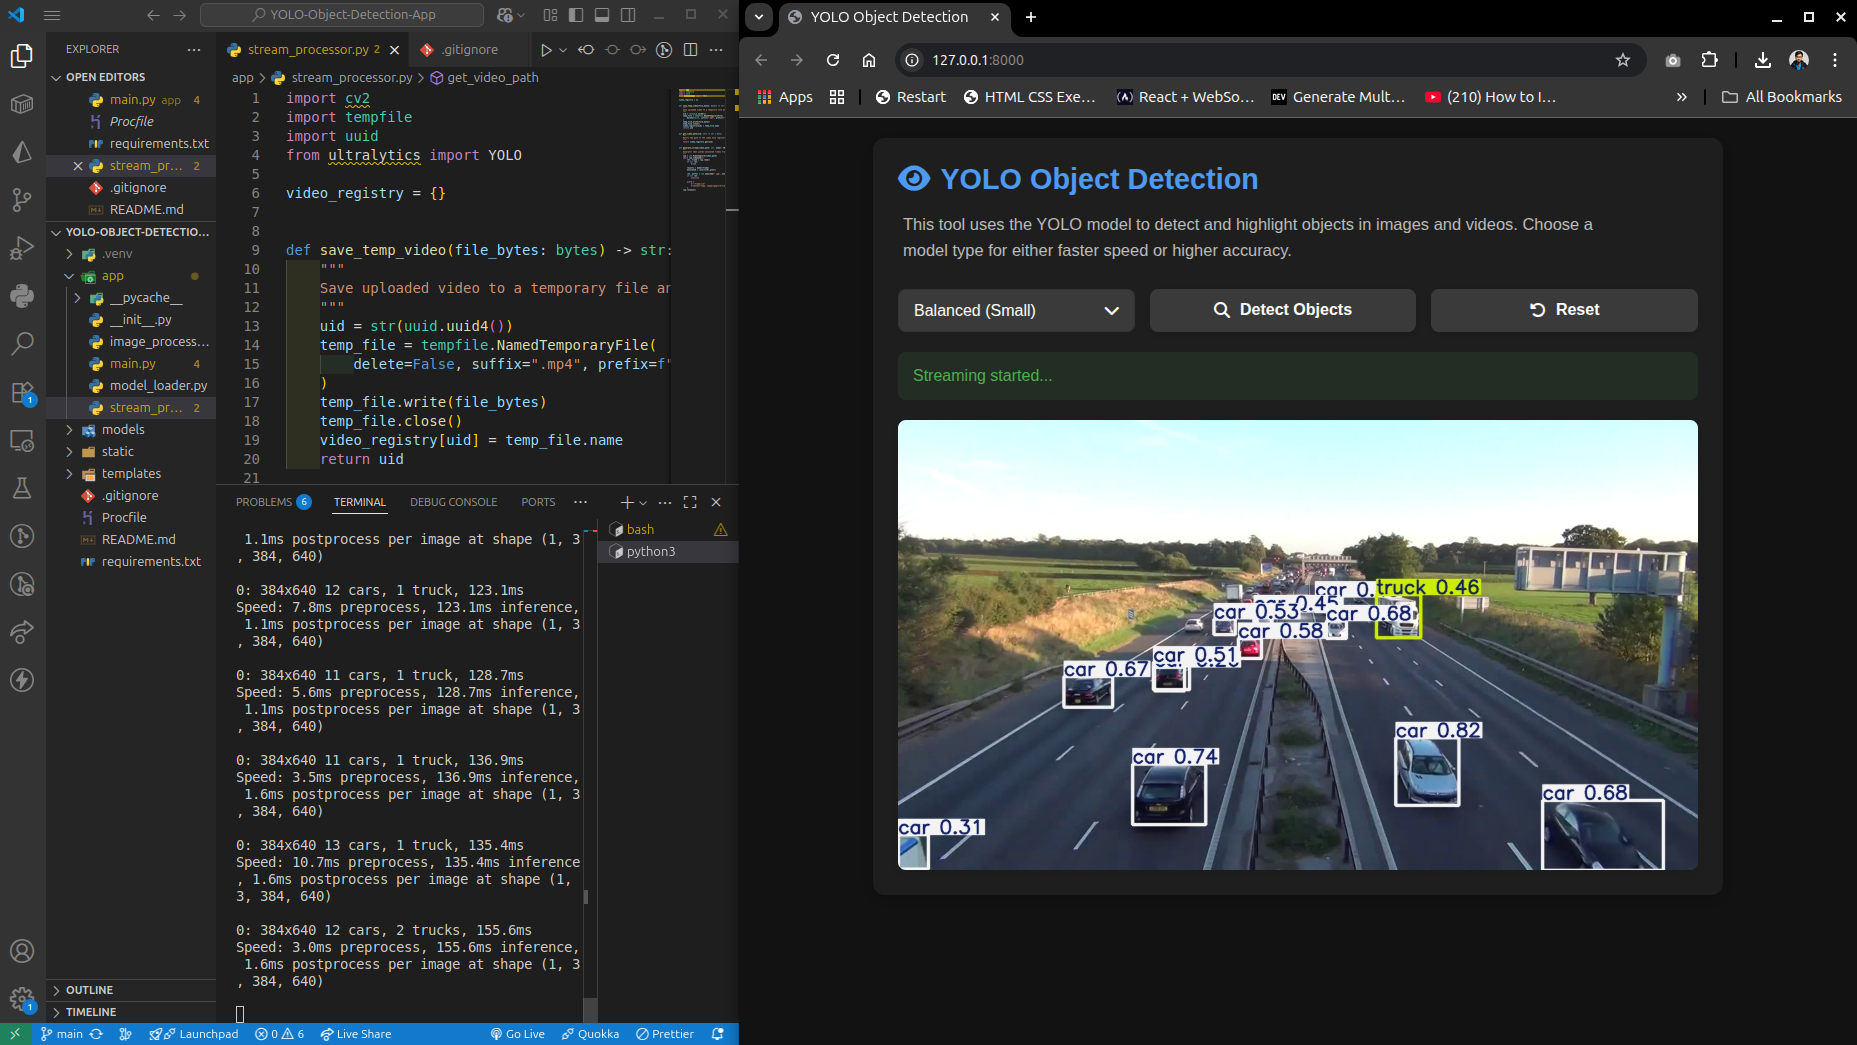 YOLO-Object-Detection-App
EXPLORER
OPEN EDITORS
main.py app 4
Procfile
requirements.txt
stream_pr... 2
.gitignore
README.md
YOLO-OBJECT-DETECTIO...
.venv
app
__pycache__
__init__.py
image_process...
main.py 4
model_loader.py
stream_pr... 2
models
static
templates
.gitignore
Procfile
README.md
requirements.txt
OUTLINE
TIMELINE
stream_processor.py 2
.gitignore
app > stream_processor.py > get_video_path
1 import cv2
2 import tempfile
3 import uuid
4 from ultralytics import YOLO
5
6 video_registry = {}
7
8
9 def save_temp_video(file_bytes: bytes) -> str:
10 """
11 Save uploaded video to a temporary file an
12 """
13 uid = str(uuid.uuid4())
14 temp_file = tempfile.NamedTemporaryFile(
15 delete=False, suffix=".mp4", prefix=f"
16 )
17 temp_file.write(file_bytes)
18 temp_file.close()
19 video_registry[uid] = temp_file.name
20 return uid
21
PROBLEMS 6 TERMINAL DEBUG CONSOLE PORTS
bash
python3
1.1ms postprocess per image at shape (1, 3
, 384, 640)
0: 384x640 12 cars, 1 truck, 123.1ms
Speed: 7.8ms preprocess, 123.1ms inference,
1.1ms postprocess per image at shape (1, 3
, 384, 640)
0: 384x640 11 cars, 1 truck, 128.7ms
Speed: 5.6ms preprocess, 128.7ms inference,
1.1ms postprocess per image at shape (1, 3
, 384, 640)
0: 384x640 11 cars, 1 truck, 136.9ms
Speed: 3.5ms preprocess, 136.9ms inference,
1.6ms postprocess per image at shape (1, 3
, 384, 640)
0: 384x640 13 cars, 1 truck, 135.4ms
Speed: 10.7ms preprocess, 135.4ms inference
, 1.6ms postprocess per image at shape (1,
3, 384, 640)
0: 384x640 12 cars, 2 trucks, 155.6ms
Speed: 3.0ms preprocess, 155.6ms inference,
1.6ms postprocess per image at shape (1, 3
, 384, 640)
1
1
main Launchpad 0 6 Live Share Go Live Quokka Prettier
YOLO Object Detection
127.0.0.1:8000
Apps Restart HTML CSS Exe... React + WebSo... DEV Generate Mult... (210) How to I... » All Bookmarks
YOLO Object Detection
This tool uses the YOLO model to detect and highlight objects in images and videos. Choose a
model type for either faster speed or higher accuracy.
Balanced (Small) Detect Objects Reset
Streaming started...
car 0. truck 0.46
car 0.53 0.45
car 0.68
car 0.58
car 0.51
car 0.67
car 0.82
car 0.74
car 0.68
car 0.31